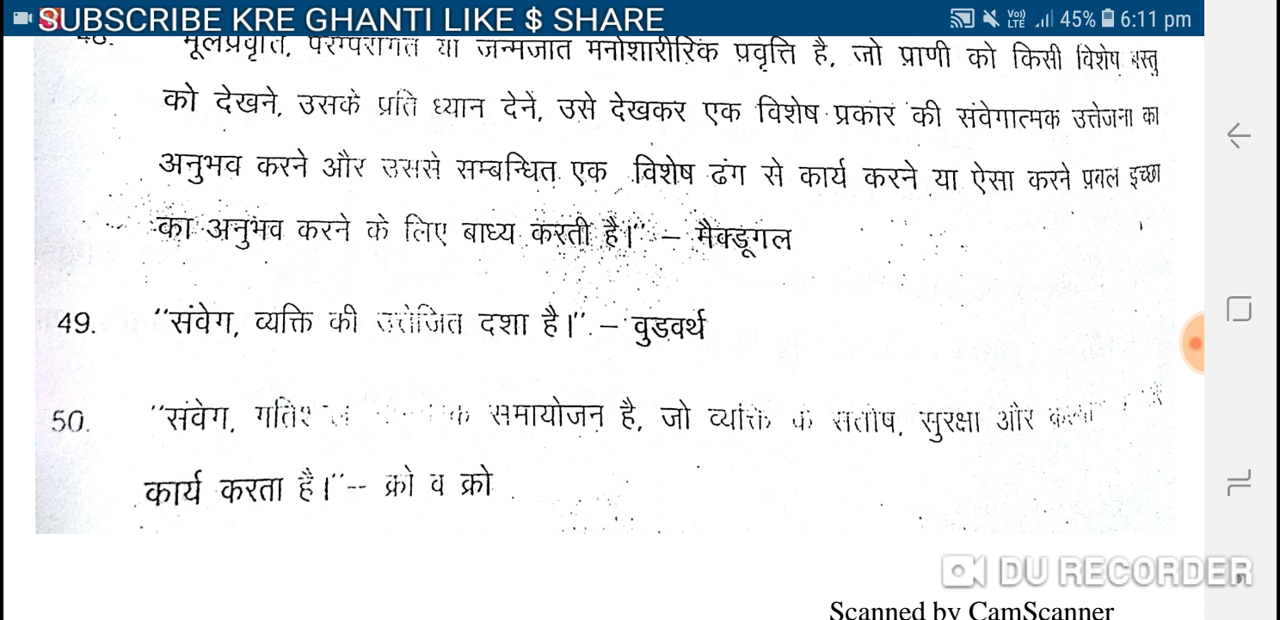 SUBSCRIBE KRE GHANTI LIKE $ SHARE
VoLTE 45% 6:11 pm
मूलप्रवृति, परम्परागत या जन्मजात मनोशारीरिक प्रवृत्ति है, जो प्राणी को किसी विशेष वस्तु
को देखने, उसके प्रति ध्यान देने, उसे देखकर एक विशेष प्रकार की संवेगात्मक उत्तेजना का
अनुभव करने और उससे सम्बन्धित एक विशेष ढंग से कार्य करने या ऐसा करने प्रबल इच्छा
का अनुभव करने के लिए बाध्य करती है।" – मैक्डूगल
49. "संवेग, व्यक्ति की उत्तेजित दशा है।" – वुडवर्थ
50. "संवेग, समायोजन है, जो व्यक्ति के संतोष, सुरक्षा और
कार्य करता है।" -- क्रो व क्रो
DU RECORDER
Scanned by CamScanner